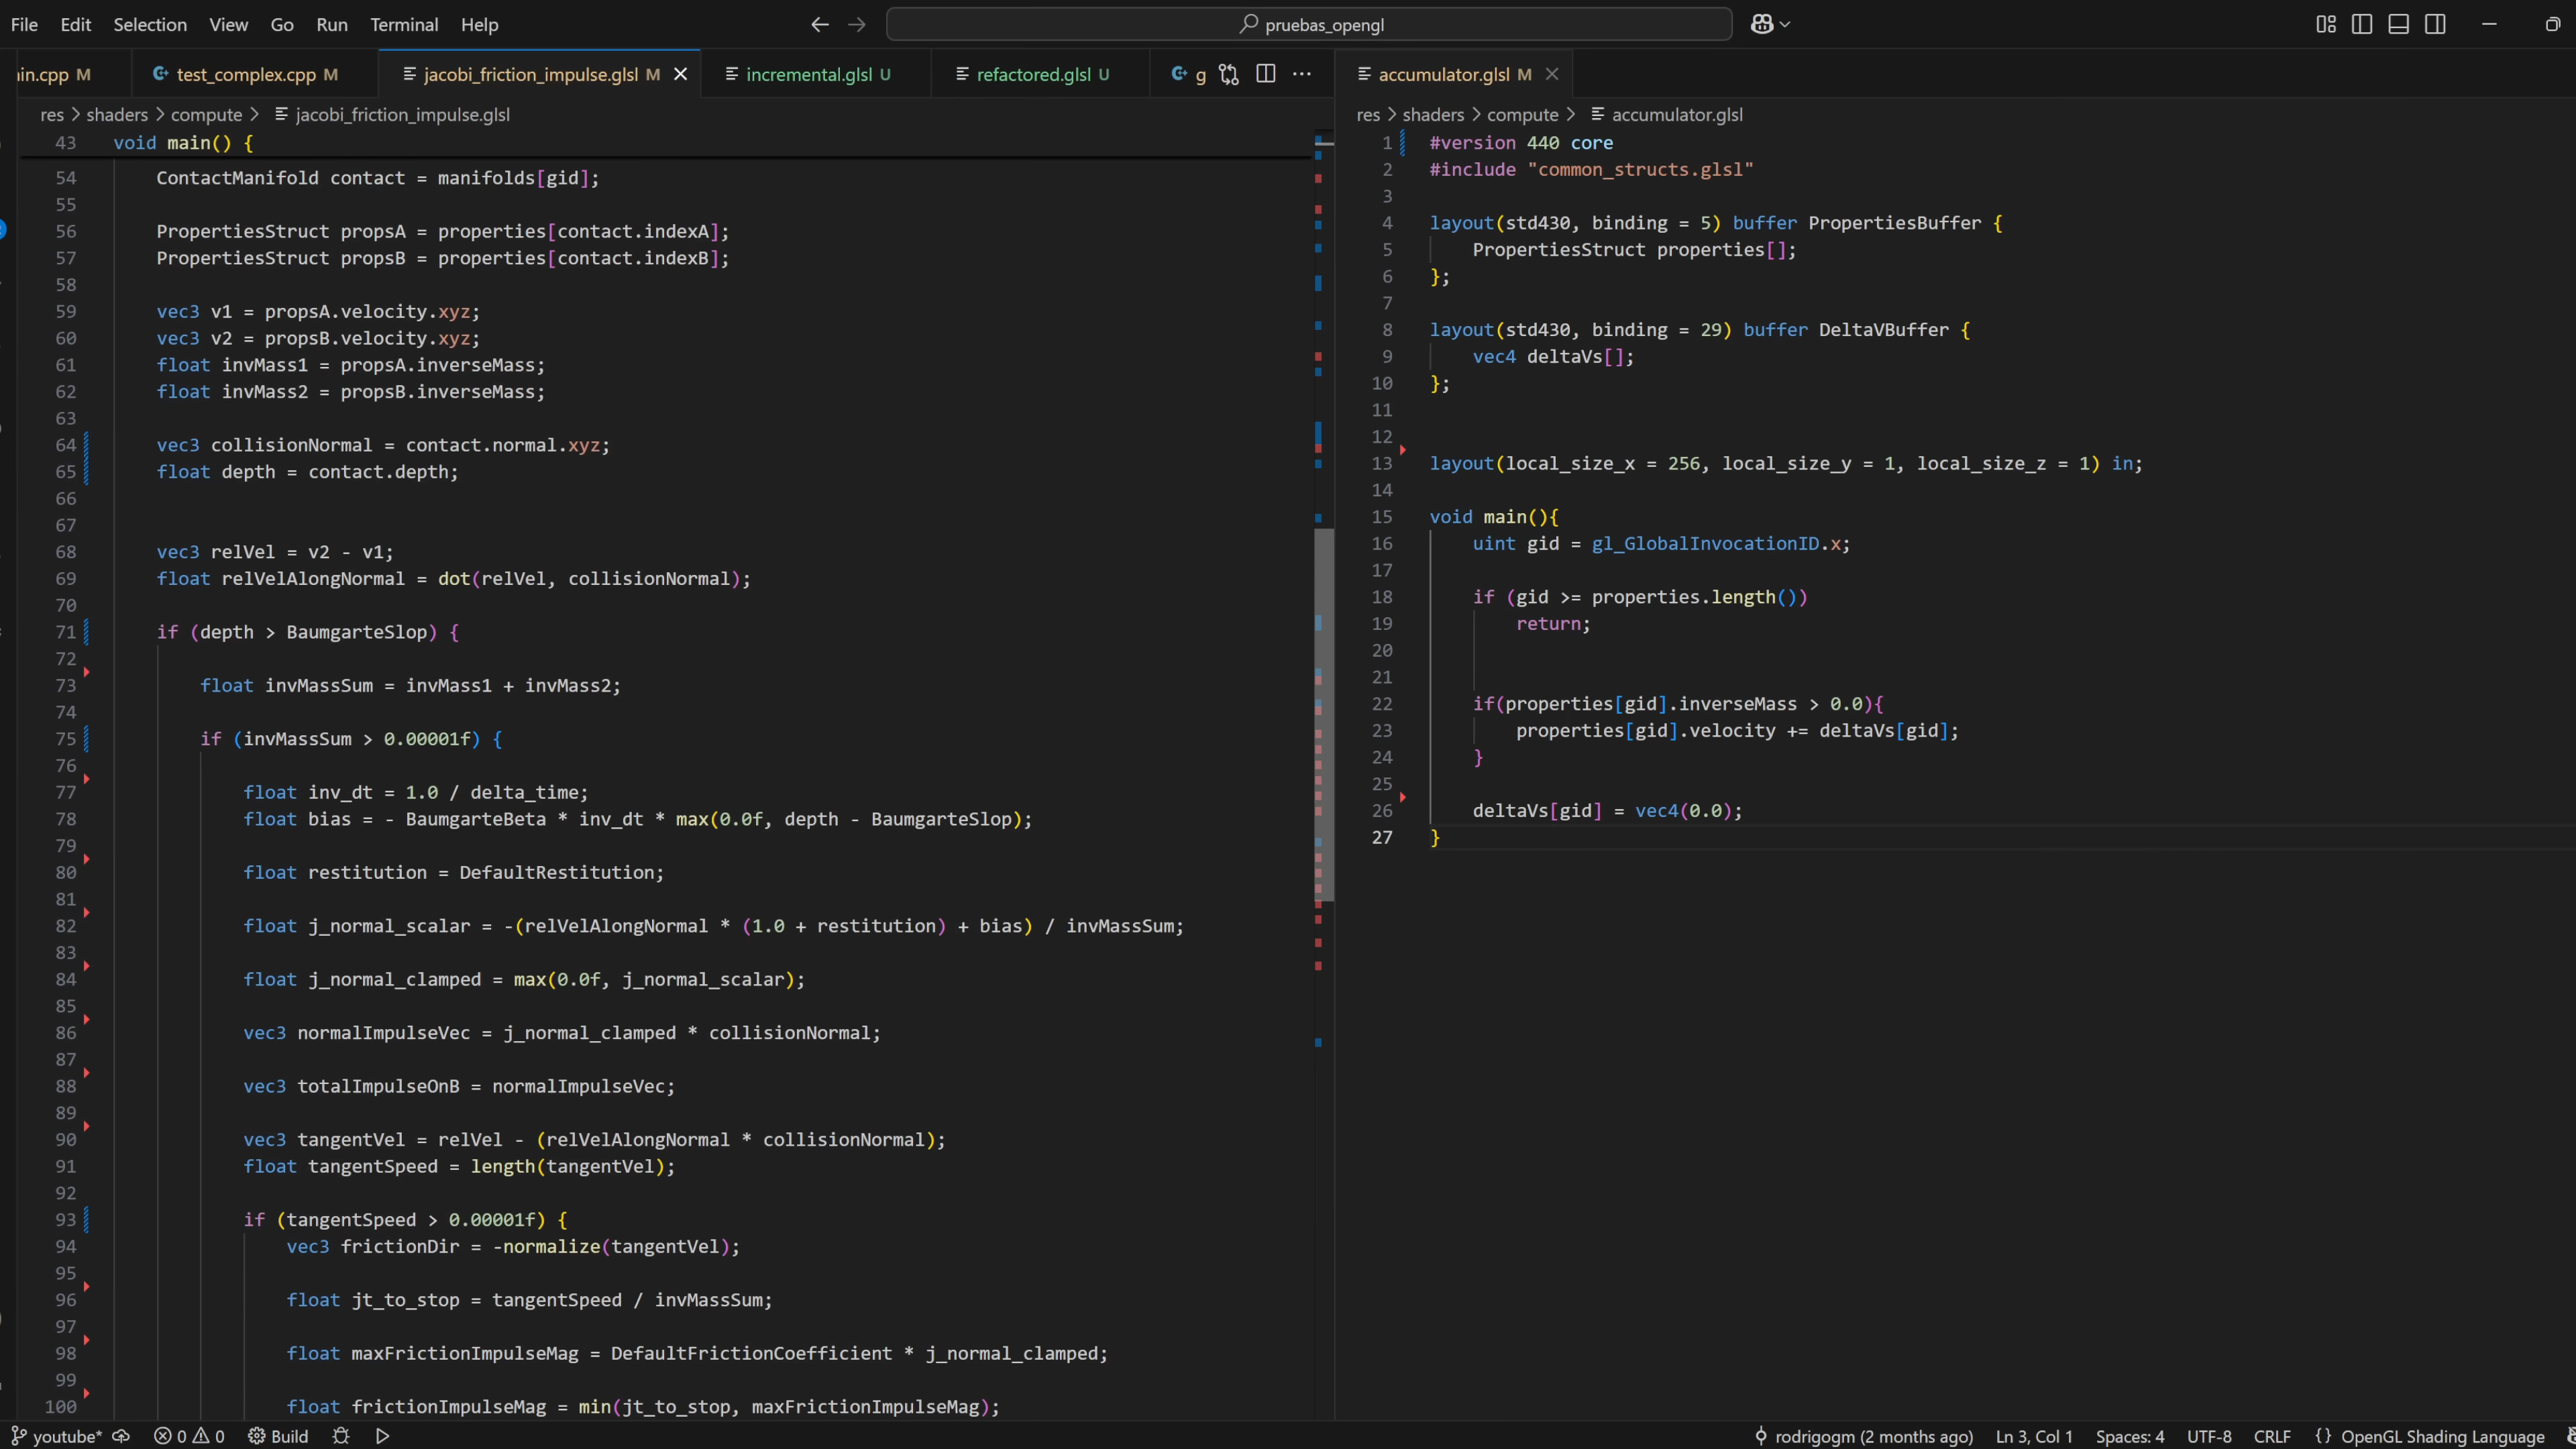 File Edit Selection View Go Run Terminal Help
pruebas_opengl
in.cpp M
test_complex.cpp M
jacobi_friction_impulse.glsl M
incremental.glsl U
refactored.glsl U
g
accumulator.glsl M
res > shaders > compute > jacobi_friction_impulse.glsl
43 void main() {
54 ContactManifold contact = manifolds[gid];
55
56 PropertiesStruct propsA = properties[contact.indexA];
57 PropertiesStruct propsB = properties[contact.indexB];
58
59 vec3 v1 = propsA.velocity.xyz;
60 vec3 v2 = propsB.velocity.xyz;
61 float invMass1 = propsA.inverseMass;
62 float invMass2 = propsB.inverseMass;
63
64 vec3 collisionNormal = contact.normal.xyz;
65 float depth = contact.depth;
66
67
68 vec3 relVel = v2 - v1;
69 float relVelAlongNormal = dot(relVel, collisionNormal);
70
71 if (depth > BaumgarteSlop) {
72
73 float invMassSum = invMass1 + invMass2;
74
75 if (invMassSum > 0.00001f) {
76
77 float inv_dt = 1.0 / delta_time;
78 float bias = - BaumgarteBeta * inv_dt * max(0.0f, depth - BaumgarteSlop);
79
80 float restitution = DefaultRestitution;
81
82 float j_normal_scalar = -(relVelAlongNormal * (1.0 + restitution) + bias) / invMassSum;
83
84 float j_normal_clamped = max(0.0f, j_normal_scalar);
85
86 vec3 normalImpulseVec = j_normal_clamped * collisionNormal;
87
88 vec3 totalImpulseOnB = normalImpulseVec;
89
90 vec3 tangentVel = relVel - (relVelAlongNormal * collisionNormal);
91 float tangentSpeed = length(tangentVel);
92
93 if (tangentSpeed > 0.00001f) {
94 vec3 frictionDir = -normalize(tangentVel);
95
96 float jt_to_stop = tangentSpeed / invMassSum;
97
98 float maxFrictionImpulseMag = DefaultFrictionCoefficient * j_normal_clamped;
99
100 float frictionImpulseMag = min(jt_to_stop, maxFrictionImpulseMag);
res > shaders > compute > accumulator.glsl
1 #version 440 core
2 #include "common_structs.glsl"
3
4 layout(std430, binding = 5) buffer PropertiesBuffer {
5 PropertiesStruct properties[];
6 };
7
8 layout(std430, binding = 29) buffer DeltaVBuffer {
9 vec4 deltaVs[];
10 };
11
12
13 layout(local_size_x = 256, local_size_y = 1, local_size_z = 1) in;
14
15 void main(){
16 uint gid = gl_GlobalInvocationID.x;
17
18 if (gid >= properties.length())
19 return;
20
21
22 if(properties[gid].inverseMass > 0.0){
23 properties[gid].velocity += deltaVs[gid];
24 }
25
26 deltaVs[gid] = vec4(0.0);
27 }
youtube* 0 0 Build
rodrigogm (2 months ago) Ln 3, Col 1 Spaces: 4 UTF-8 CRLF {} OpenGL Shading Language